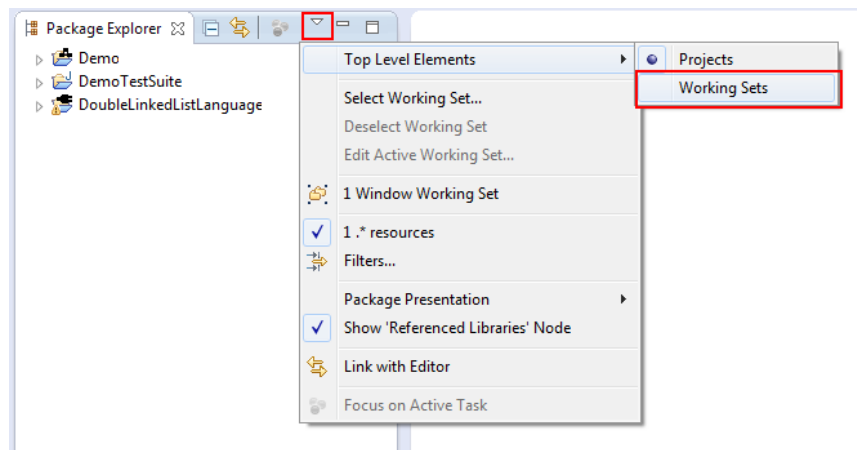 Package Explorer
Demo
DemoTestSuite
DoubleLinkedListLanguage
Top Level Elements
Select Working Set...
Deselect Working Set
Edit Active Working Set...
1 Window Working Set
1 .* resources
Filters...
Package Presentation
Show 'Referenced Libraries' Node
Link with Editor
Focus on Active Task
Projects
Working Sets